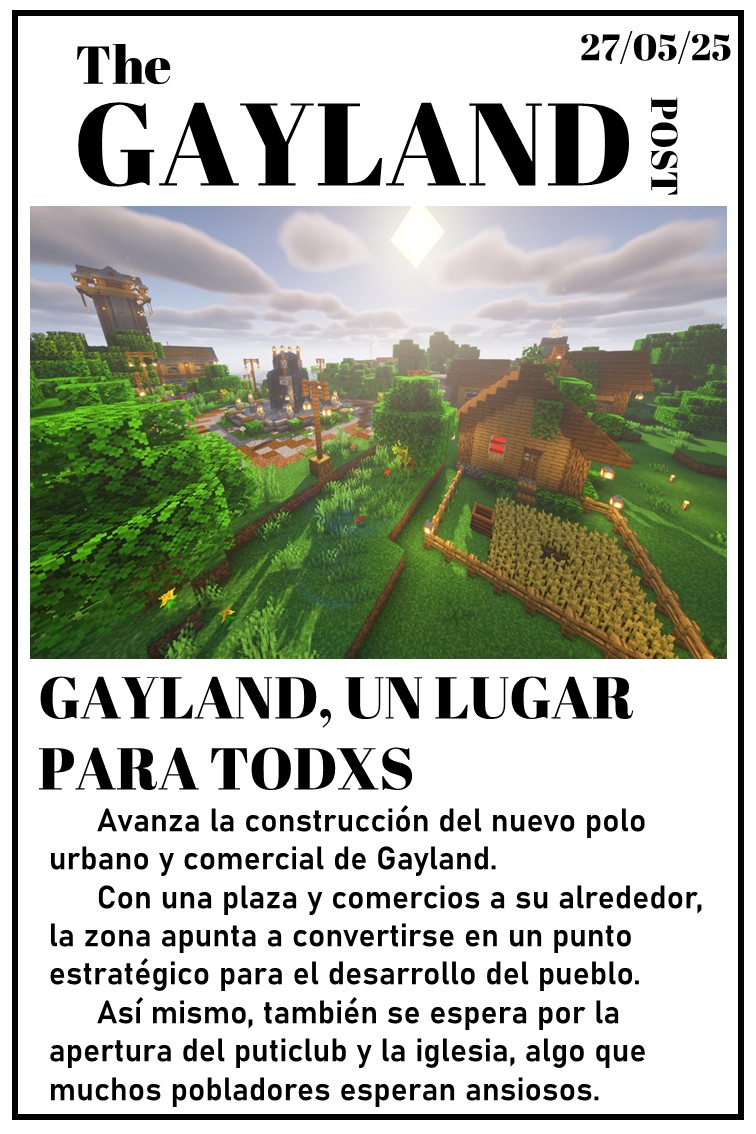 The
27/05/25
GAYLAND
POST
GAYLAND, UN LUGAR
PARA TODXS
Avanza la construcción del nuevo polo
urbano y comercial de Gayland.
Con una plaza y comercios a su alrededor,
la zona apunta a convertirse en un punto
estratégico para el desarrollo del pueblo.
Así mismo, también se espera por la
apertura del puticlub y la iglesia, algo que
muchos pobladores esperan ansiosos.